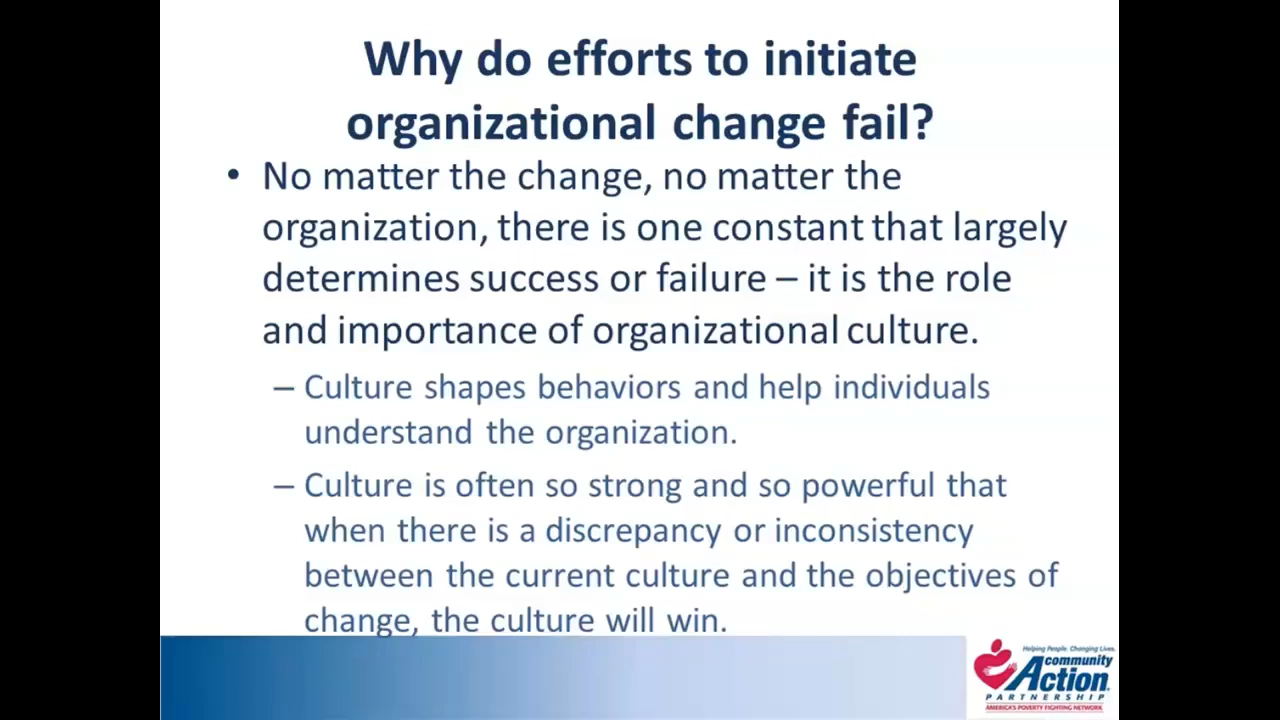 Why do efforts to initiate
organizational change fail?
• No matter the change, no matter the
organization, there is one constant that largely
determines success or failure – it is the role
and importance of organizational culture.
– Culture shapes behaviors and help individuals
understand the organization.
– Culture is often so strong and so powerful that
when there is a discrepancy or inconsistency
between the current culture and the objectives of
change, the culture will win.
Helping People. Changing Lives.
community
Action
PARTNERSHIP
AMERICA'S POVERTY FIGHTING NETWORK